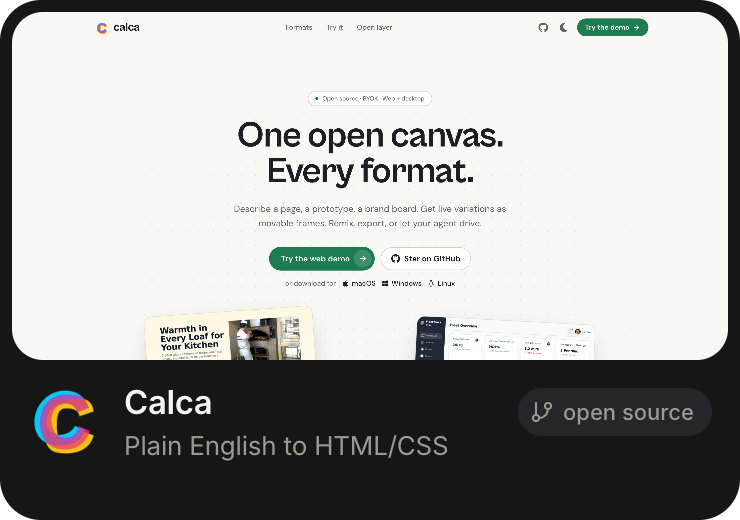 calca
Formats Try it Open layer
Try the demo →
Open source · BYOK · Web + desktop
One open canvas.
Every format.
Describe a page, a prototype, a brand board. Get live variations as
movable frames. Remix, export, or let your agent drive.
Try the web demo →
Star on GitHub
or download for macOS Windows Linux
Warmth in
Every Loaf for
Your Kitchen
Calca
Plain English to HTML/CSS
open source